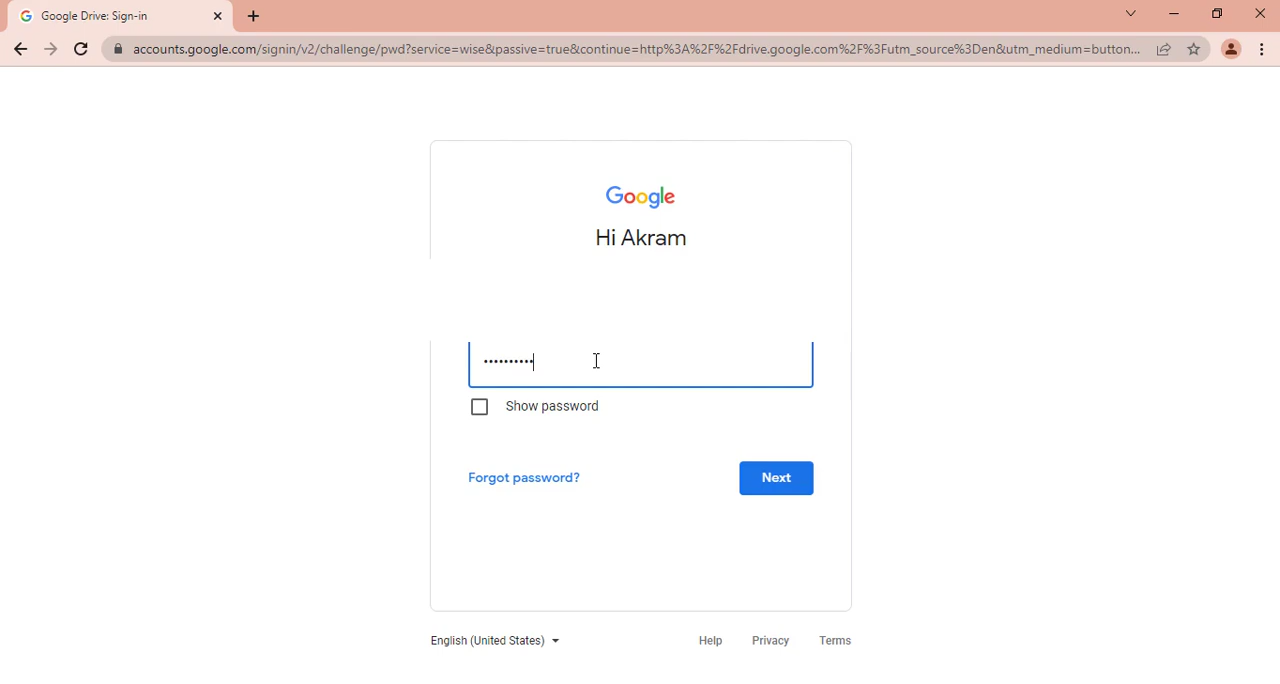 Google Drive: Sign-in
accounts.google.com/signin/v2/challenge/pwd?service=wise&passive=true&continue=http%3A%2F%2Fdrive.google.com%2F%3Futm_source%3Den&utm_medium=button...
Google
Hi Akram
••••••••••
Show password
Forgot password?
Next
English (United States)
Help
Privacy
Terms